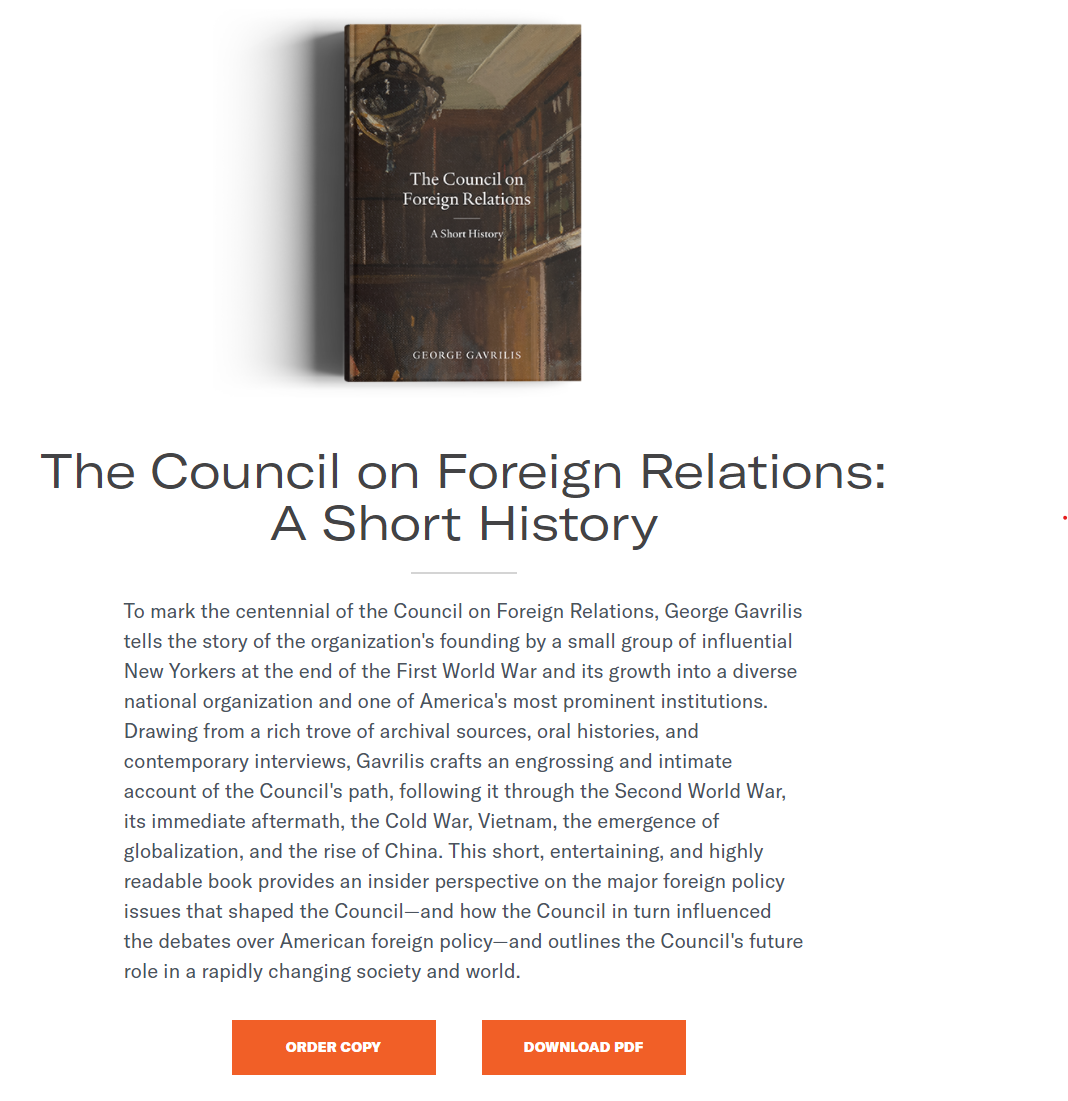 The Council on
Foreign Relations
A Short History
GEORGE GAVRILIS
The Council on Foreign Relations:
A Short History
To mark the centennial of the Council on Foreign Relations, George Gavrilis
tells the story of the organization's founding by a small group of influential
New Yorkers at the end of the First World War and its growth into a diverse
national organization and one of America's most prominent institutions.
Drawing from a rich trove of archival sources, oral histories, and
contemporary interviews, Gavrilis crafts an engrossing and intimate
account of the Council's path, following it through the Second World War,
its immediate aftermath, the Cold War, Vietnam, the emergence of
globalization, and the rise of China. This short, entertaining, and highly
readable book provides an insider perspective on the major foreign policy
issues that shaped the Council—and how the Council in turn influenced
the debates over American foreign policy—and outlines the Council's future
role in a rapidly changing society and world.
ORDER COPY
DOWNLOAD PDF